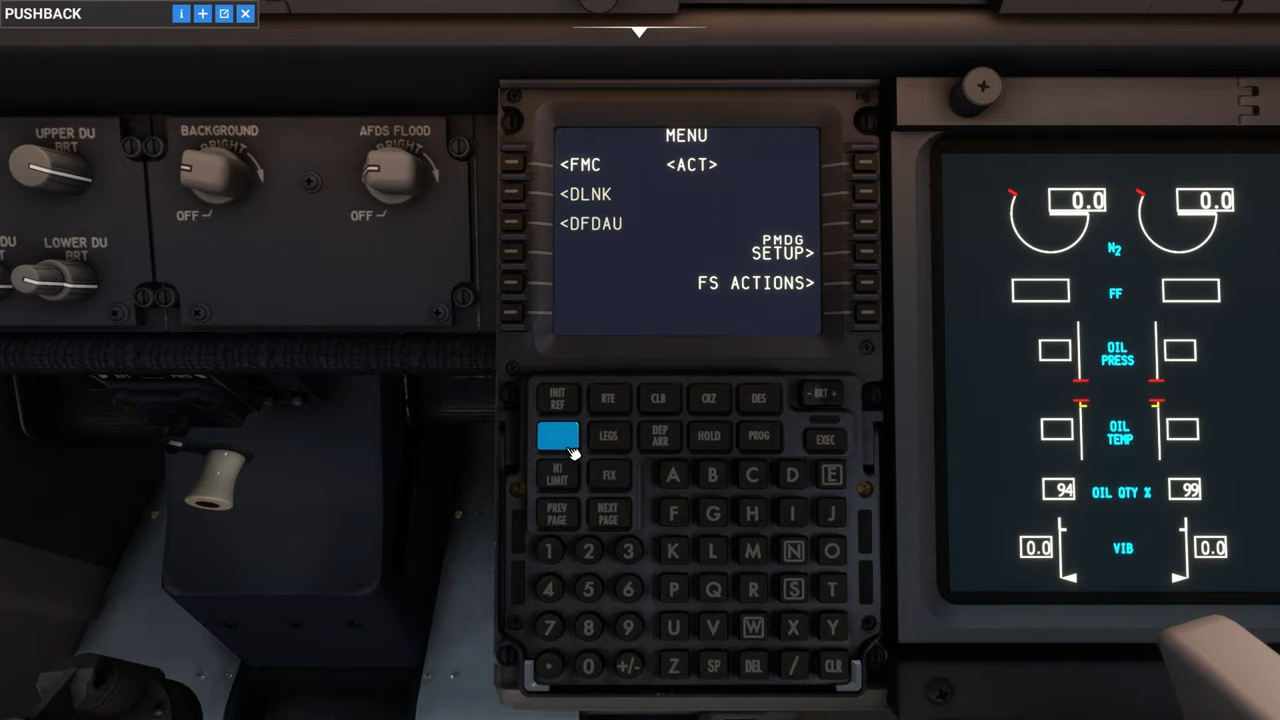 PUSHBACK
UPPER DU
BRT
BACKGROUND
BRIGHT
OFF
AFDS FLOOD
BRIGHT
OFF
DU
LOWER DU
BRT
MENU
<FMC <ACT>
<DLNK
<DFDAU
PMDG
SETUP>
FS ACTIONS>
INIT
REF
RTE
CLB
CRZ
DES
- BRT +
LEGS
DEP
ARR
HOLD
PROG
EXEC
N1
LIMIT
FIX
A B C D E
PREV
PAGE
NEXT
PAGE
F G H I J
1 2 3 K L M N O
4 5 6 P Q R S T
7 8 9 U V W X Y
. 0 +/- Z SP DEL / CLR
0.0 0.0
N2
FF
OIL
PRESS
OIL
TEMP
94 OIL QTY % 99
0.0 VIB 0.0